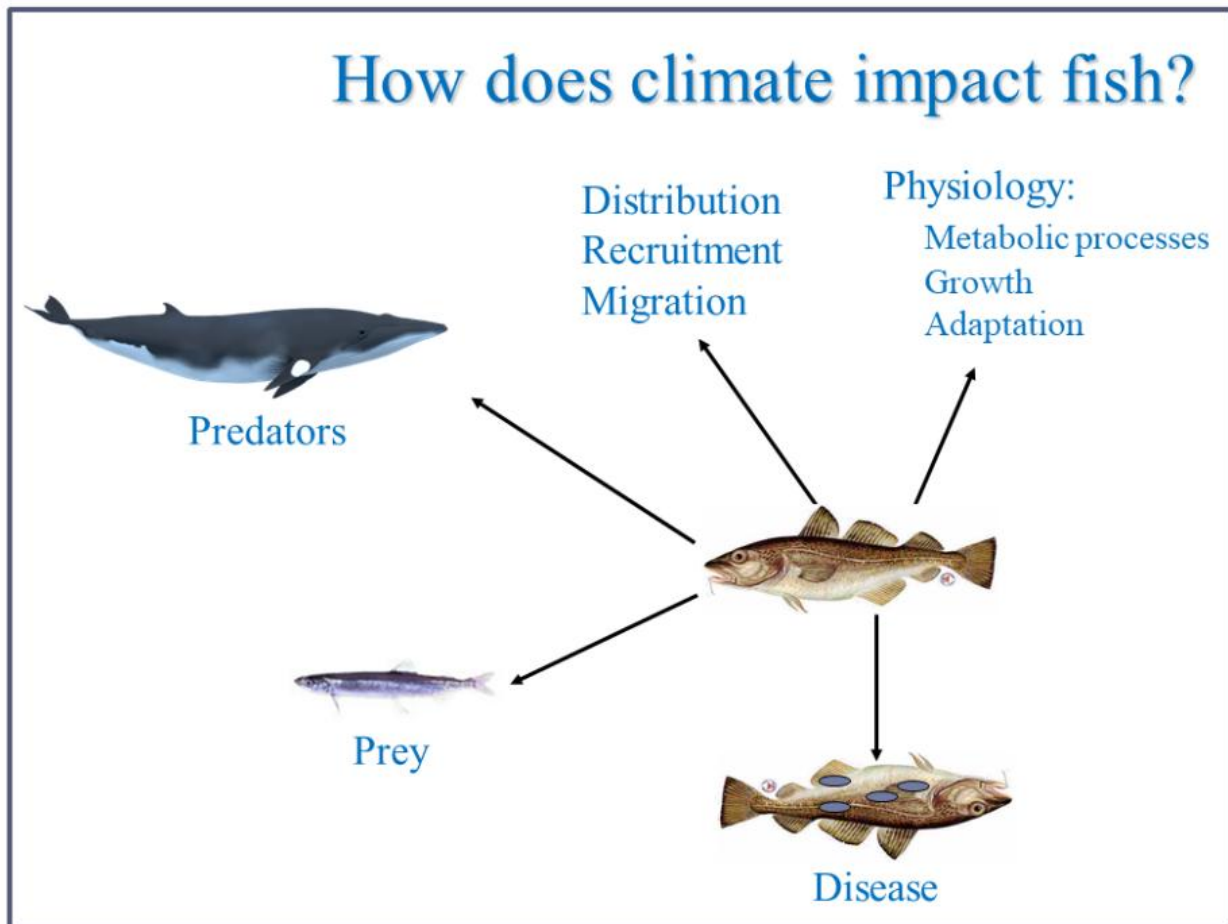 How does climate impact fish?
Distribution
Recruitment
Migration
Physiology:
Metabolic processes
Growth
Adaptation
Predators
Prey
Disease